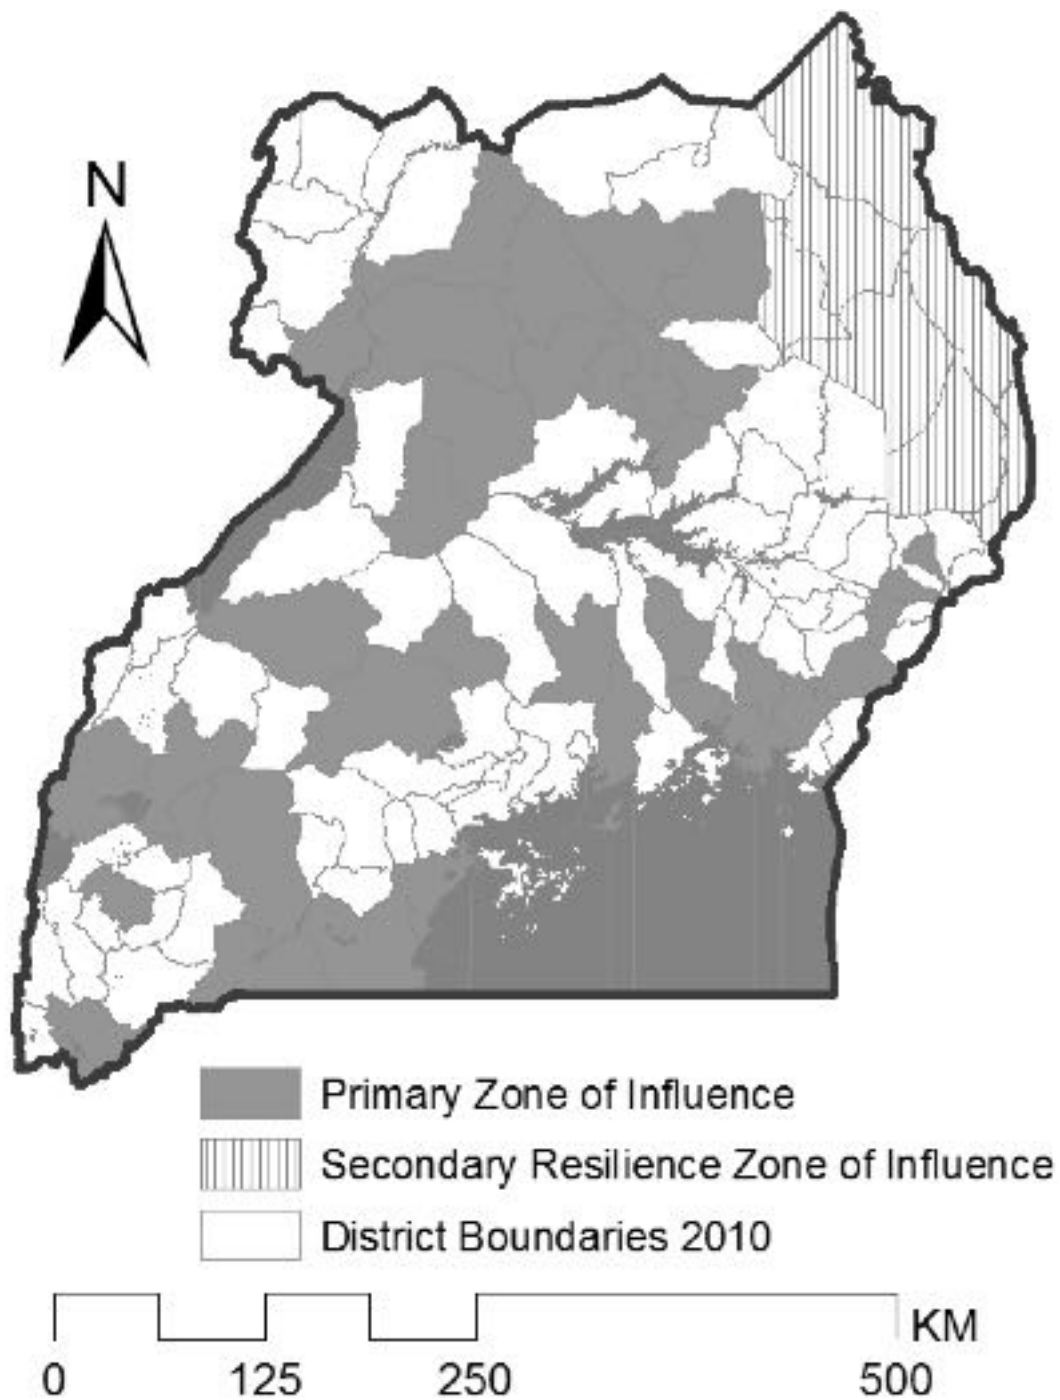 N
Primary Zone of Influence
Secondary Resilience Zone of Influence
District Boundaries 2010
KM
0 125 250 500